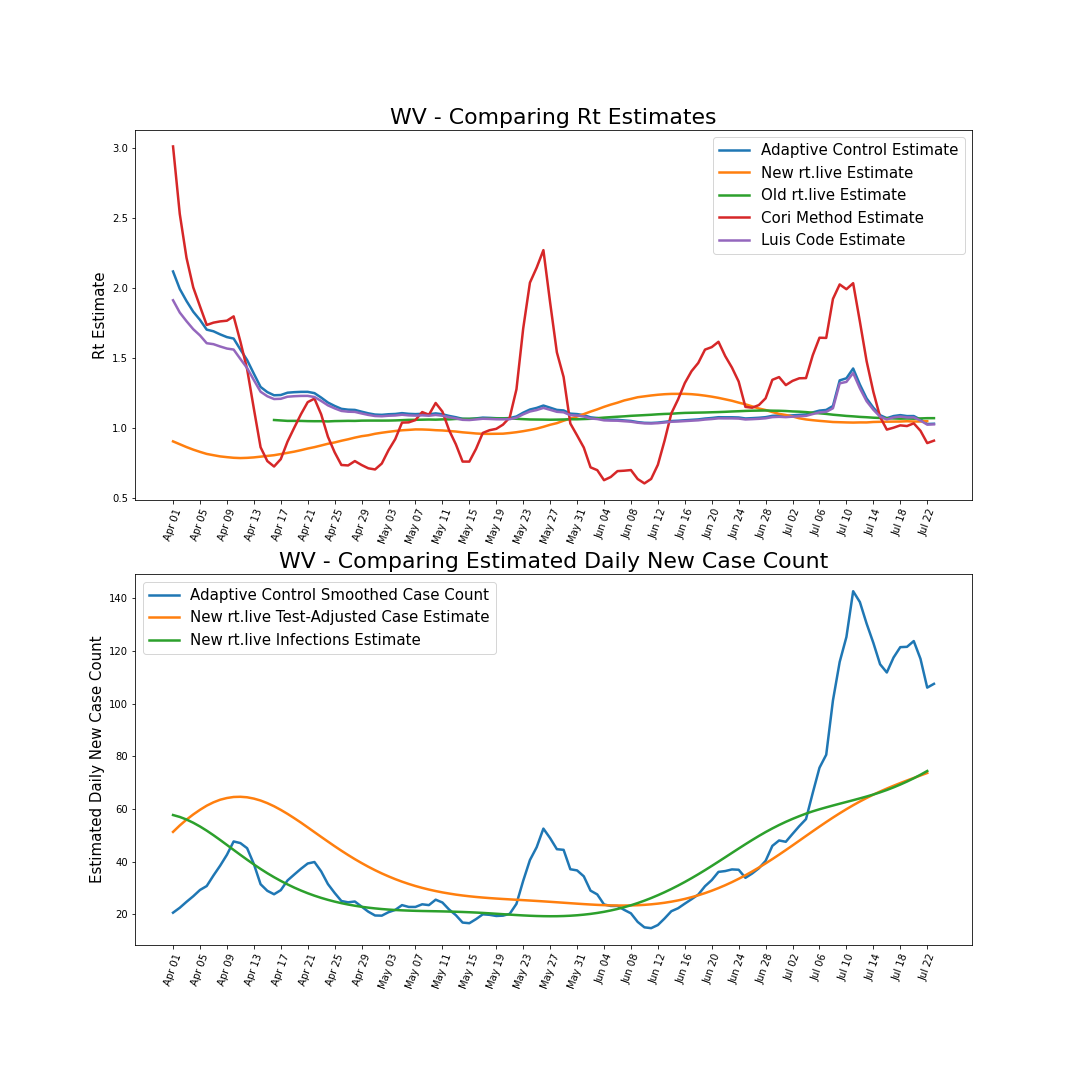 WV - Comparing Rt Estimates
Rt Estimate
3.0
2.5
2.0
1.5
1.0
0.5
Adaptive Control Estimate
New rt.live Estimate
Old rt.live Estimate
Cori Method Estimate
Luis Code Estimate
Apr 01
Apr 05
Apr 09
Apr 13
Apr 17
Apr 21
Apr 25
Apr 29
May 03
May 07
May 11
May 15
May 19
May 23
May 27
May 31
Jun 04
Jun 08
Jun 12
Jun 16
Jun 20
Jun 24
Jun 28
Jul 02
Jul 06
Jul 10
Jul 14
Jul 18
Jul 22
WV - Comparing Estimated Daily New Case Count
Estimated Daily New Case Count
140
120
100
80
60
40
20
Adaptive Control Smoothed Case Count
New rt.live Test-Adjusted Case Estimate
New rt.live Infections Estimate
Apr 01
Apr 05
Apr 09
Apr 13
Apr 17
Apr 21
Apr 25
Apr 29
May 03
May 07
May 11
May 15
May 19
May 23
May 27
May 31
Jun 04
Jun 08
Jun 12
Jun 16
Jun 20
Jun 24
Jun 28
Jul 02
Jul 06
Jul 10
Jul 14
Jul 18
Jul 22